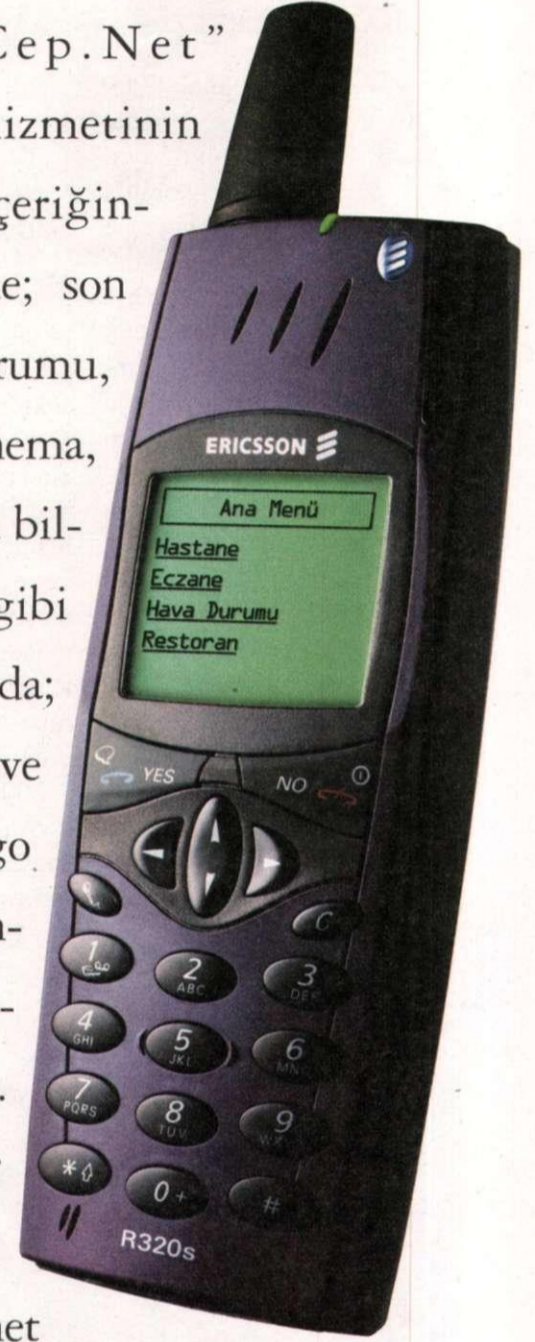 Cep.Net”
izmetinin
çeriğin-
e; son
rumu,
nema,
bil-
gibi
da;
ve
go
net
ERICSSON
Ana Menü
Hastane
Eczane
Hava Durumu
Restoran
YES
NO
C
1
2
ABC
3
DEF
4
GHI
5
JKL
6
MNO
7
PQRS
8
TUV
9
WXYZ
*
0 +
#
R320s